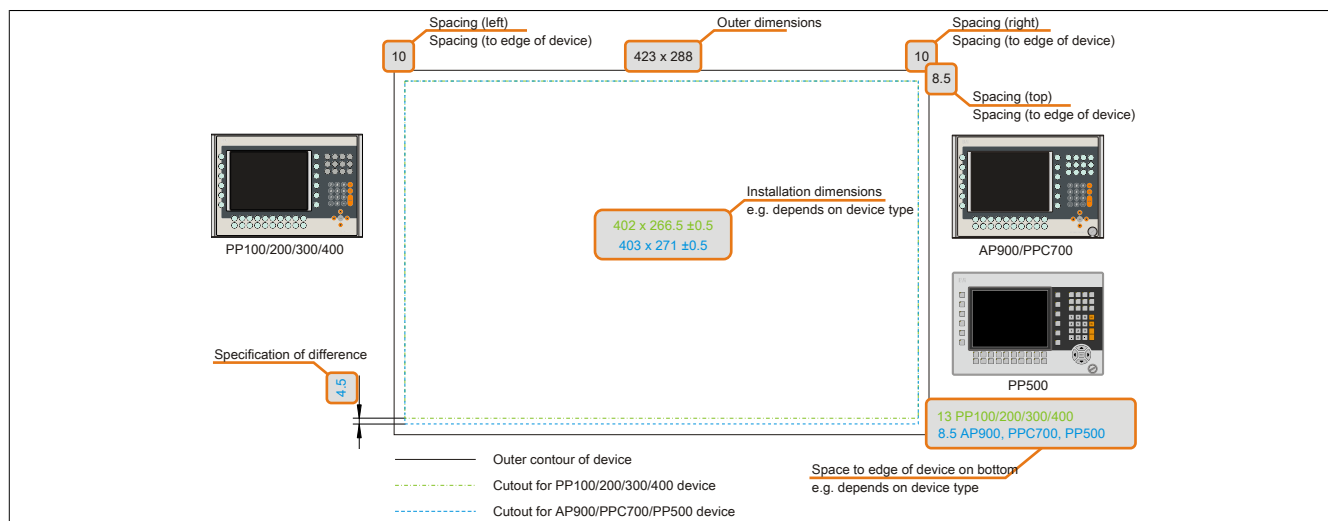 Spacing (left)
Spacing (to edge of device)
10
Outer dimensions
423 x 288
Spacing (right)
Spacing (to edge of device)
10
8.5
Spacing (top)
Spacing (to edge of device)
PP100/200/300/400
Installation dimensions
e.g. depends on device type
402 x 266.5 ±0.5
403 x 271 ±0.5
AP900/PPC700
PP500
Specification of difference
4.5
13 PP100/200/300/400
8.5 AP900, PPC700, PP500
Space to edge of device on bottom
e.g. depends on device type
Outer contour of device
Cutout for PP100/200/300/400 device
Cutout for AP900/PPC700/PP500 device